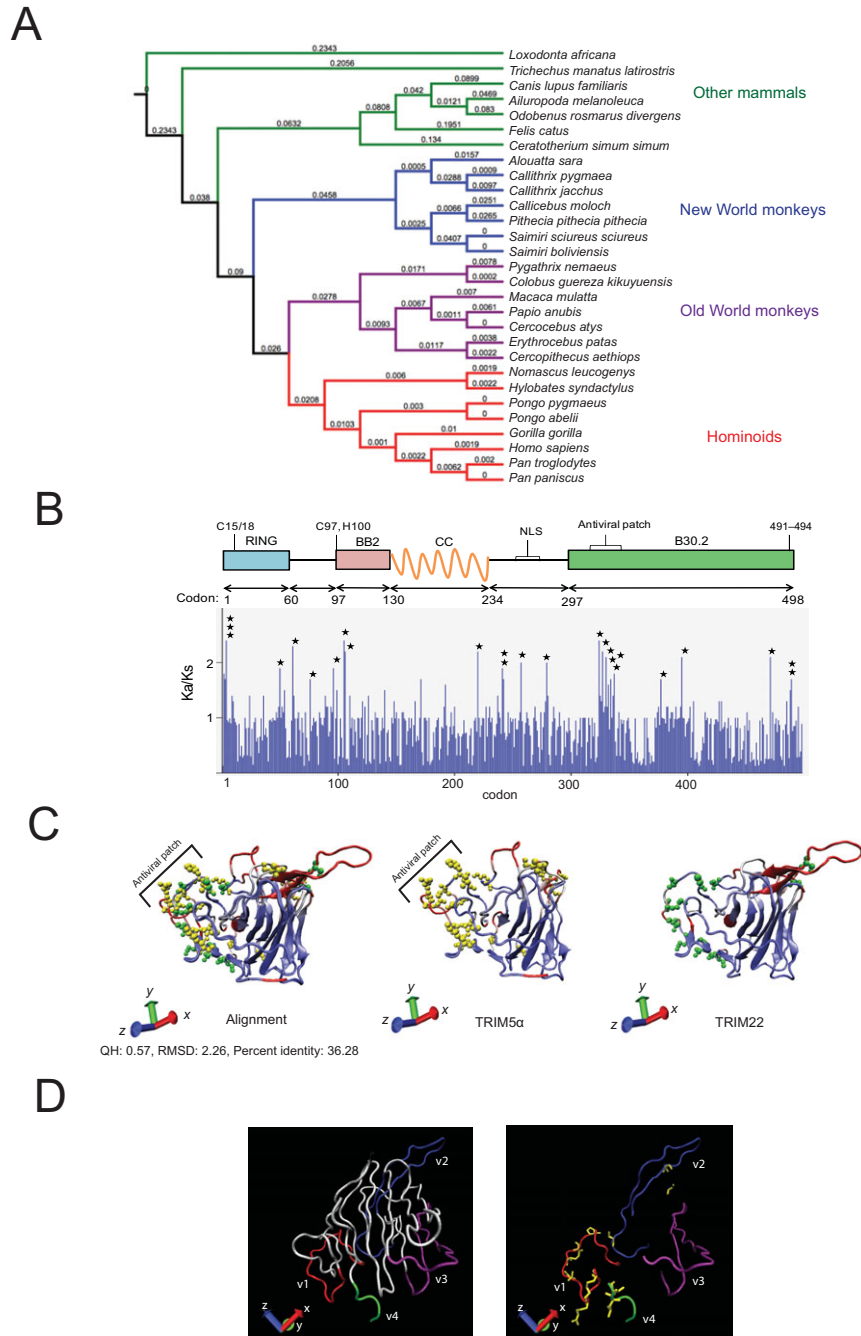 A
0
0.2343
0.2343
0.2056
0.038
0.0632
0.0808
0.042
0.0899
0.0121
0.0469
0.083
0.1951
0.134
0.09
0.0458
0.0005
0.0157
0.0288
0.0009
0.0097
0.0025
0.0066
0.0251
0.0265
0.0407
0
0
0.026
0.0278
0.0171
0.0078
0.0002
0.0093
0.0067
0.007
0.0011
0.0061
0
0.0117
0.0038
0.0022
0.0208
0.006
0.0019
0.0022
0.0103
0.003
0
0
0.001
0.01
0.0022
0.0019
0.0062
0.002
0
Loxodonta africana
Trichechus manatus latirostris
Canis lupus familiaris
Ailuropoda melanoleuca
Odobenus rosmarus divergens
Felis catus
Ceratotherium simum simum
Alouatta sara
Callithrix pygmaea
Callithrix jacchus
Callicebus moloch
Pithecia pithecia pithecia
Saimiri sciureus sciureus
Saimiri boliviensis
Pygathrix nemaeus
Colobus guereza kikuyuensis
Macaca mulatta
Papio anubis
Cercocebus atys
Erythrocebus patas
Cercopithecus aethiops
Nomascus leucogenys
Hylobates syndactylus
Pongo pygmaeus
Pongo abelii
Gorilla gorilla
Homo sapiens
Pan troglodytes
Pan paniscus
Other mammals
New World monkeys
Old World monkeys
Hominoids
B
C15/18 C97, H100 NLS Antiviral patch 491–494
RING BB2 CC B30.2
Codon: 1 60 97 130 234 297 498
Ka/Ks
2
1
1 100 200 300 400
codon
C
Antiviral patch
Antiviral patch
y
x
z
y
x
z
y
x
z
Alignment TRIM5α TRIM22
QH: 0.57, RMSD: 2.26, Percent identity: 36.28
D
v2
v1
v3
v4
z x
y
v2
v1
v3
v4
z x
y